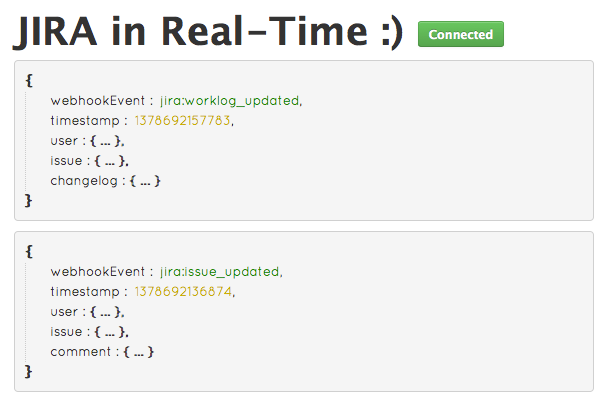 JIRA in Real-Time :) Connected
{
webhookEvent : jira:worklog_updated,
timestamp : 1378692157783,
user : { ... },
issue : { ... },
changelog : { ... }
}
{
webhookEvent : jira:issue_updated,
timestamp : 1378692136874,
user : { ... },
issue : { ... },
comment : { ... }
}